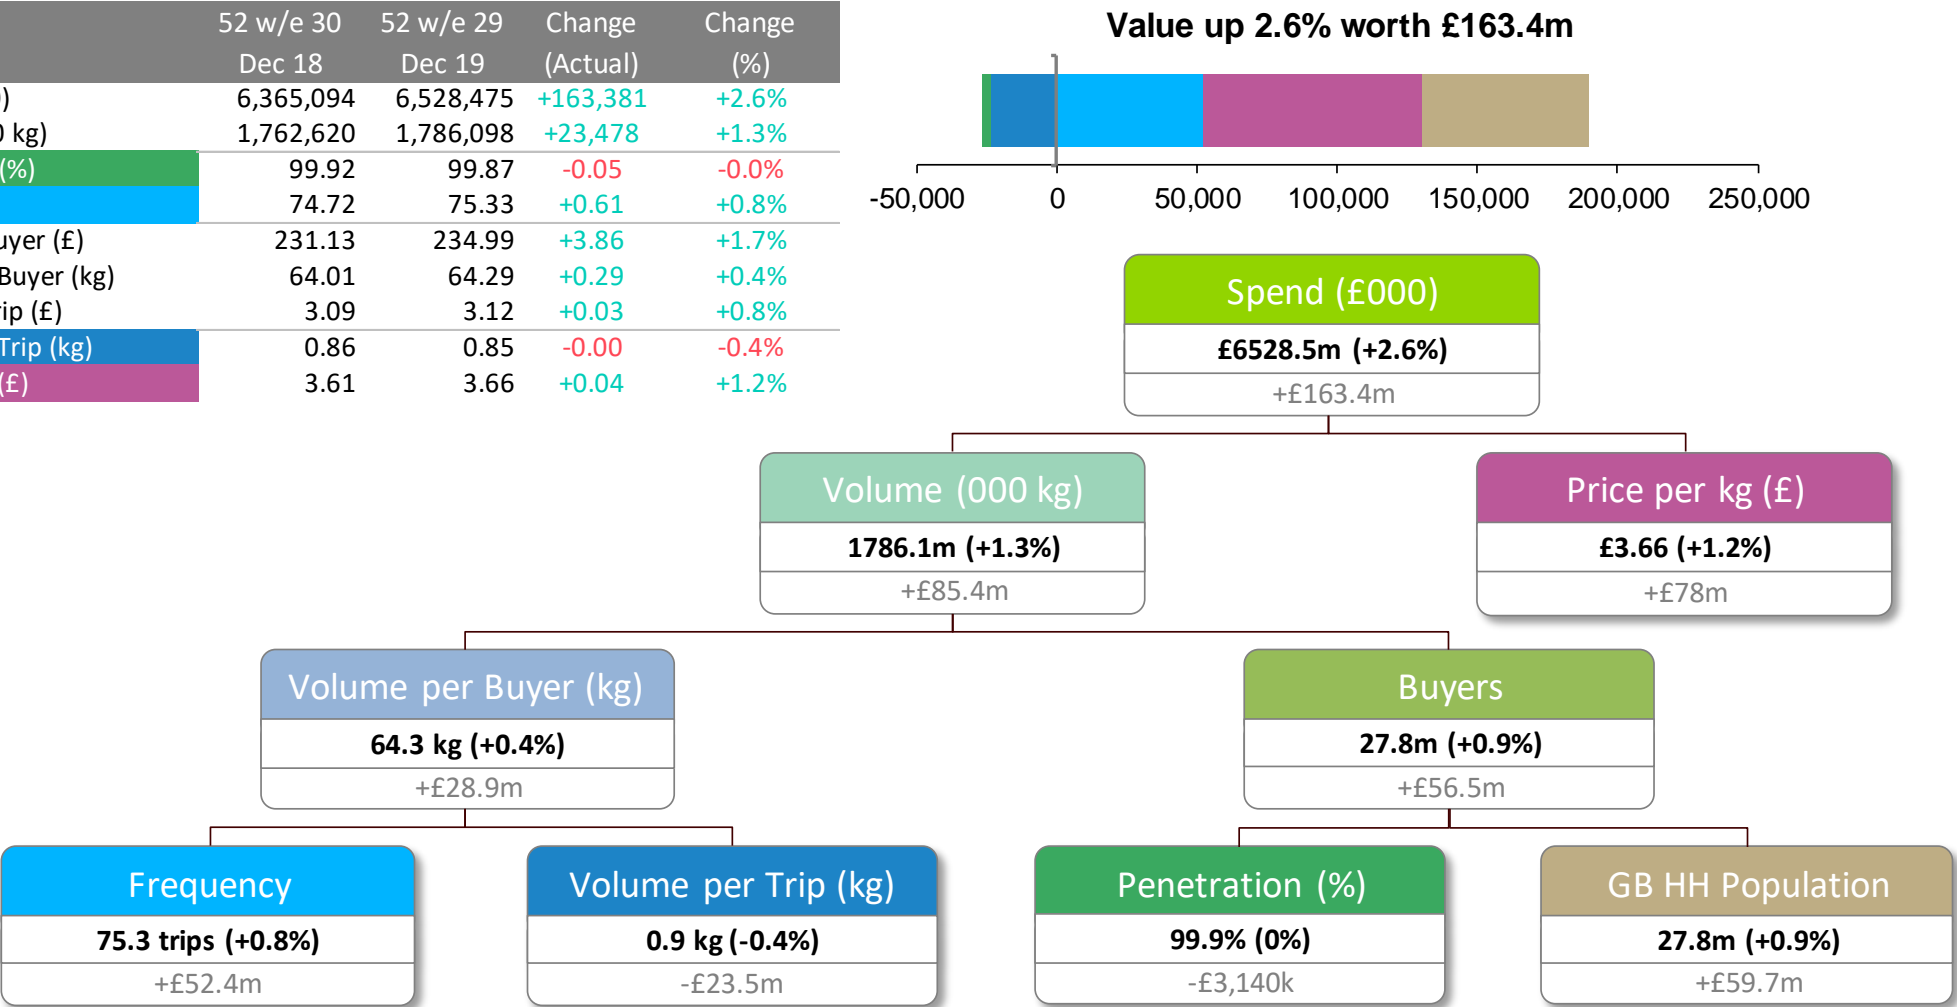 52 w/e 30 52 w/e 29 Change Change
Dec 18 Dec 19 (Actual) (%)
) 6,365,094 6,528,475 +163,381 +2.6%
0 kg) 1,762,620 1,786,098 +23,478 +1.3%
(%) 99.92 99.87 -0.05 -0.0%
74.72 75.33 +0.61 +0.8%
uyer (£) 231.13 234.99 +3.86 +1.7%
Buyer (kg) 64.01 64.29 +0.29 +0.4%
rip (£) 3.09 3.12 +0.03 +0.8%
Trip (kg) 0.86 0.85 -0.00 -0.4%
(£) 3.61 3.66 +0.04 +1.2%
Value up 2.6% worth £163.4m
-50,000 0 50,000 100,000 150,000 200,000 250,000
Spend (£000)
£6528.5m (+2.6%)
+£163.4m
Volume (000 kg)
1786.1m (+1.3%)
+£85.4m
Price per kg (£)
£3.66 (+1.2%)
+£78m
Volume per Buyer (kg)
64.3 kg (+0.4%)
+£28.9m
Buyers
27.8m (+0.9%)
+£56.5m
Frequency
75.3 trips (+0.8%)
+£52.4m
Volume per Trip (kg)
0.9 kg (-0.4%)
-£23.5m
Penetration (%)
99.9% (0%)
-£3,140k
GB HH Population
27.8m (+0.9%)
+£59.7m